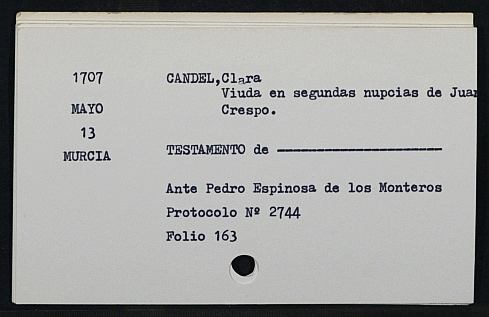 1707
MAYO
13
MURCIA
CANDEL,Clara
Viuda en segundas nupcias de Juan
Crespo.
TESTAMENTO de ---------------------
Ante Pedro Espinosa de los Monteros
Protocolo Nº 2744
Folio 163